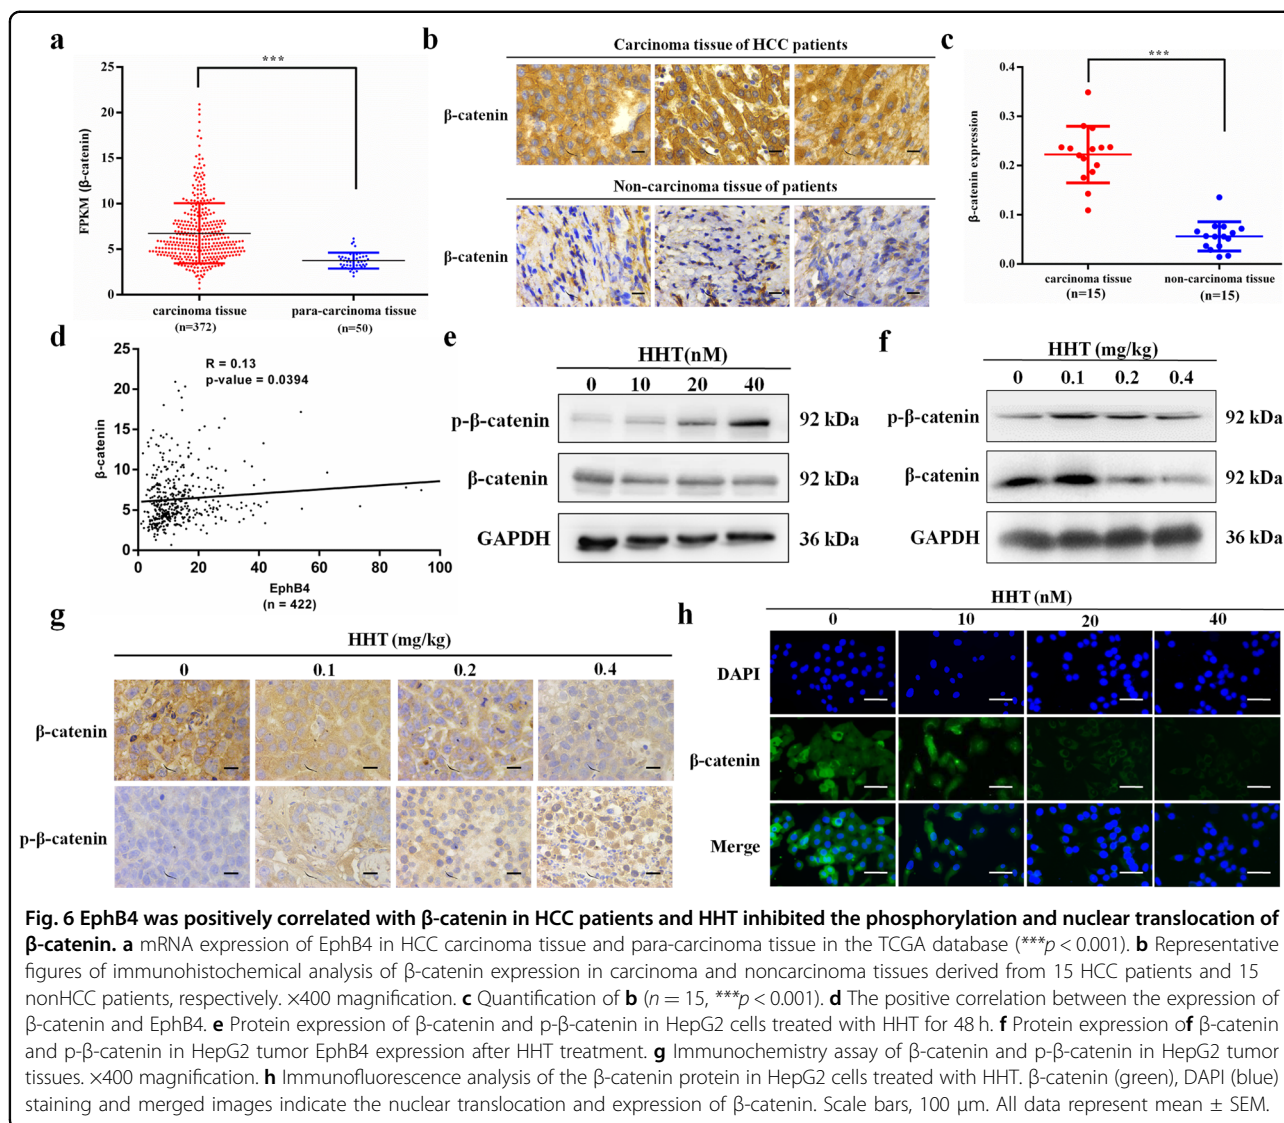 a
***
25
20
15
10
5
0
FPKM (β-catenin)
carcinoma tissue
(n=372)
para-carcinoma tissue
(n=50)
b
Carcinoma tissue of HCC patients
β-catenin
Non-carcinoma tissue of patients
β-catenin
c
***
0.4
0.3
0.2
0.1
0.0
β-catenin expression
carcinoma tissue
(n=15)
non-carcinoma tissue
(n=15)
d
25
20
15
10
5
0
β-catenin
R = 0.13
p-value = 0.0394
0 20 40 60 80 100
EphB4
(n = 422)
e
HHT(nM)
0 10 20 40
p-β-catenin 92 kDa
β-catenin 92 kDa
GAPDH 36 kDa
f
HHT (mg/kg)
0 0.1 0.2 0.4
p-β-catenin 92 kDa
β-catenin 92 kDa
GAPDH 36 kDa
g
HHT (mg/kg)
0 0.1 0.2 0.4
β-catenin
p-β-catenin
h
HHT (nM)
0 10 20 40
DAPI
β-catenin
Merge
Fig. 6 EphB4 was positively correlated with β-catenin in HCC patients and HHT inhibited the phosphorylation and nuclear translocation of
β-catenin. a mRNA expression of EphB4 in HCC carcinoma tissue and para-carcinoma tissue in the TCGA database (***p < 0.001). b Representative
figures of immunohistochemical analysis of β-catenin expression in carcinoma and noncarcinoma tissues derived from 15 HCC patients and 15
nonHCC patients, respectively. ×400 magnification. c Quantification of b (n = 15, ***p < 0.001). d The positive correlation between the expression of
β-catenin and EphB4. e Protein expression of β-catenin and p-β-catenin in HepG2 cells treated with HHT for 48 h. f Protein expression of β-catenin
and p-β-catenin in HepG2 tumor EphB4 expression after HHT treatment. g Immunochemistry assay of β-catenin and p-β-catenin in HepG2 tumor
tissues. ×400 magnification. h Immunofluorescence analysis of the β-catenin protein in HepG2 cells treated with HHT. β-catenin (green), DAPI (blue)
staining and merged images indicate the nuclear translocation and expression of β-catenin. Scale bars, 100 μm. All data represent mean ± SEM.